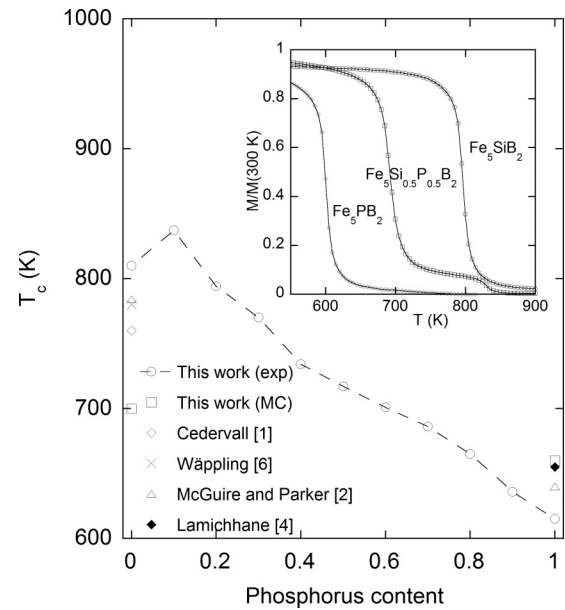 1000
900
800
700
600
T_c (K)
0
0.2
0.4
0.6
0.8
1
Phosphorus content
This work (exp)
This work (MC)
Cedervall [1]
Wäppling [6]
McGuire and Parker [2]
Lamichhane [4]
1
0.8
0.6
0.4
0.2
0
M/M(300 K)
600
700
800
900
T (K)
Fe₅SiB₂
Fe₅Si₀.₅P₀.₅B₂
Fe₅PB₂